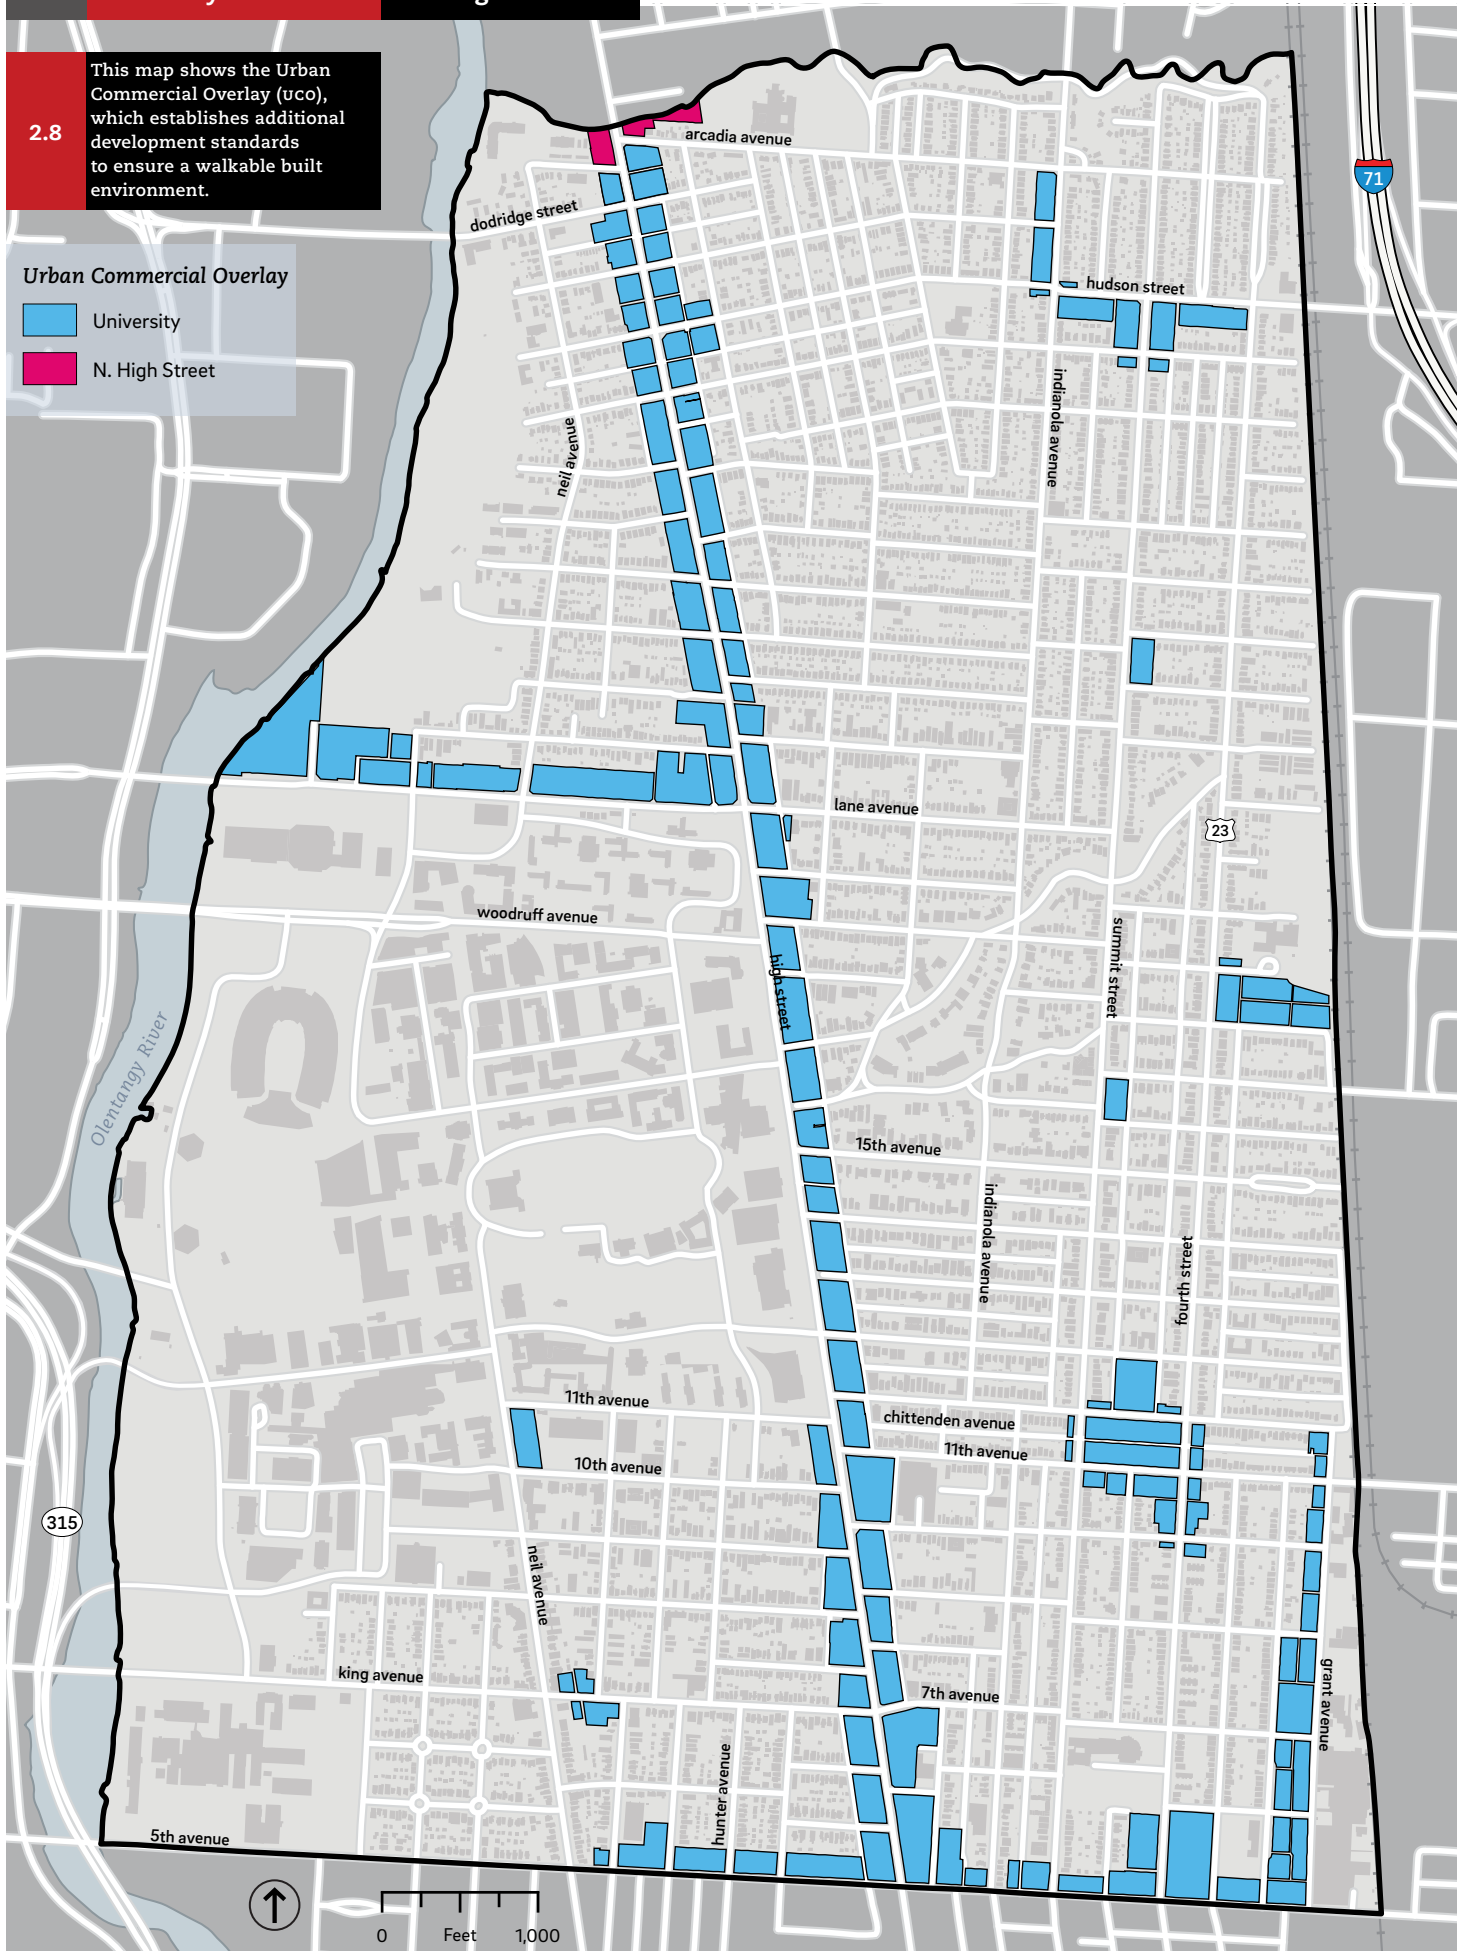 2.8
This map shows the Urban
Commercial Overlay (UCO),
which establishes additional
development standards
to ensure a walkable built
environment.
Urban Commercial Overlay
University
N. High Street
arcadia avenue
71
dodridge street
hudson street
indianola avenue
neil avenue
lane avenue
23
woodruff avenue
summit street
high street
Olentangy River
15th avenue
indianola avenue
fourth street
11th avenue
chittenden avenue
11th avenue
10th avenue
315
neil avenue
king avenue
7th avenue
grant avenue
hunter avenue
5th avenue
0 Feet 1,000